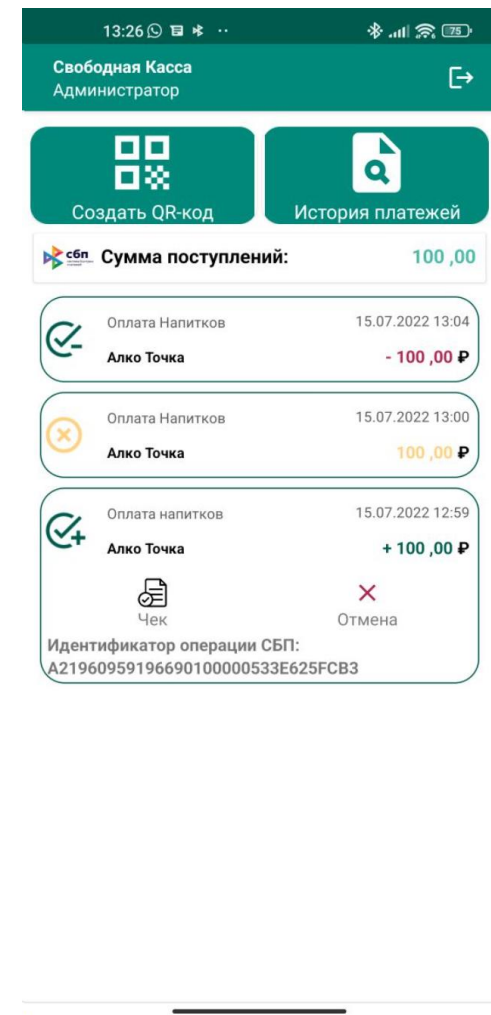 13:26
75
Свободная Касса
Администратор
Создать QR-код
История платежей
сбп Сумма поступлений: 100 ,00
Оплата Напитков 15.07.2022 13:04
Алко Точка - 100 ,00 ₽
Оплата Напитков 15.07.2022 13:00
Алко Точка 100 ,00 ₽
Оплата напитков 15.07.2022 12:59
Алко Точка + 100 ,00 ₽
Чек Отмена
Идентификатор операции СБП:
A21960959196690100000533E625FCB3